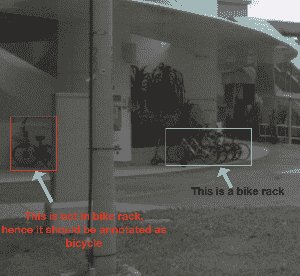 This is a bike rack
This is not in bike rack,
hence it should be annotated as
bicycle